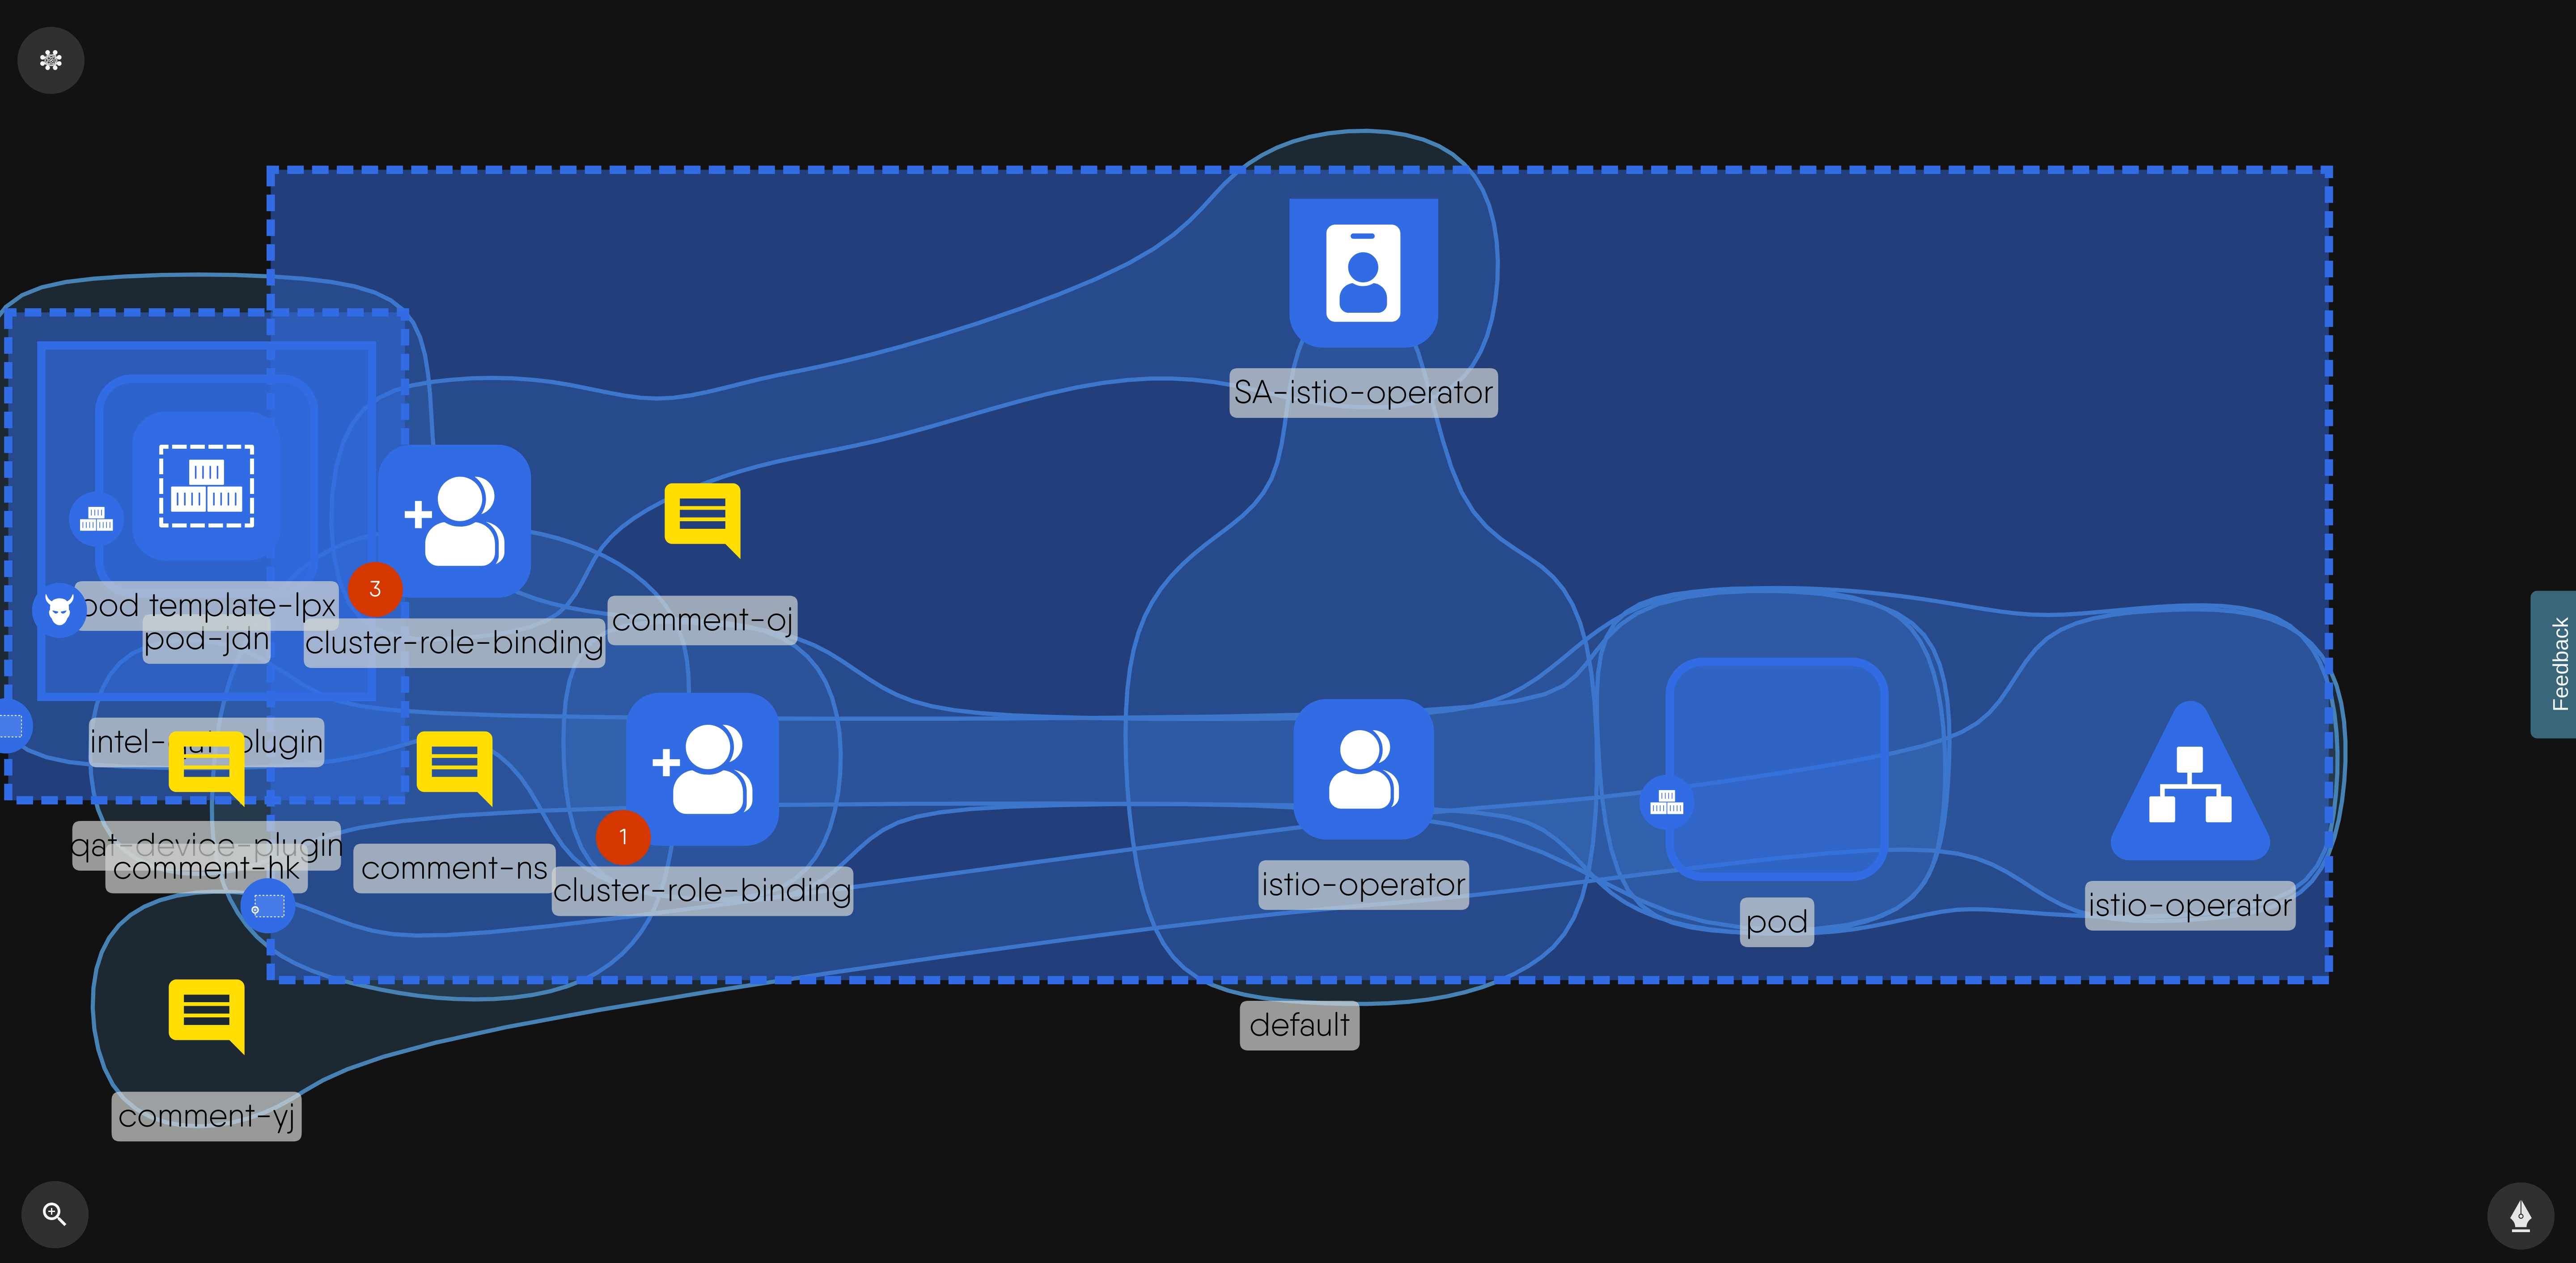 SA-istio-operator
pod template-lpx
pod-jdn
3
cluster-role-binding
comment-oj
Feedback
intel- plugin
qat-device-plugin
comment-hk
comment-ns
1
cluster-role-binding
istio-operator
pod
istio-operator
default
comment-yj